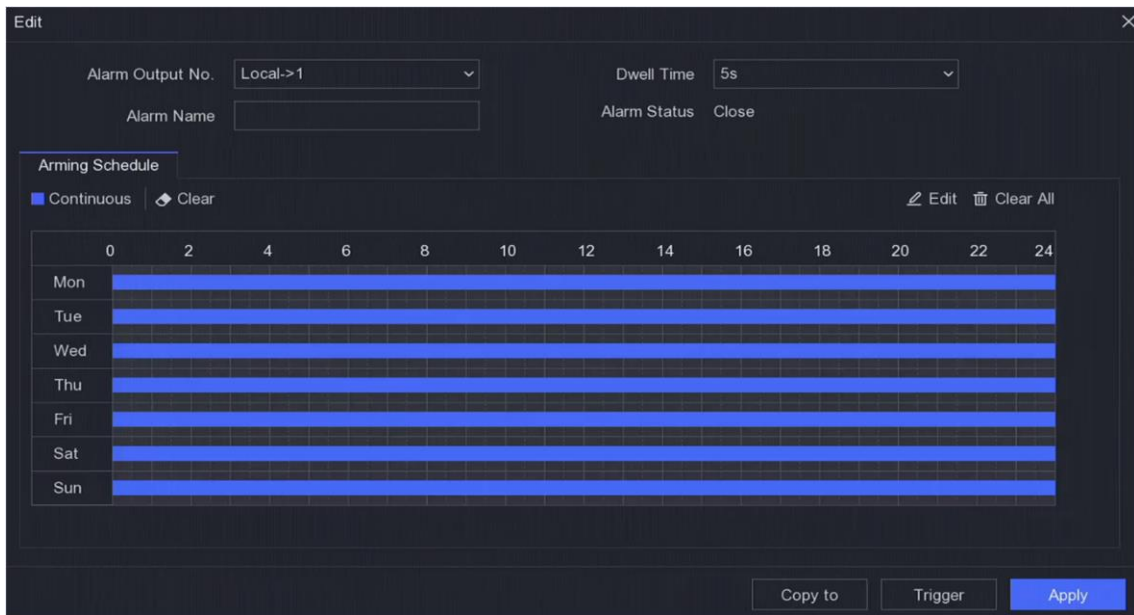 Edit
Alarm Output No. Local->1 Dwell Time 5s
Alarm Name Alarm Status Close
Arming Schedule
Continuous Clear Edit Clear All
0 2 4 6 8 10 12 14 16 18 20 22 24
Mon
Tue
Wed
Thu
Fri
Sat
Sun
Copy to Trigger Apply